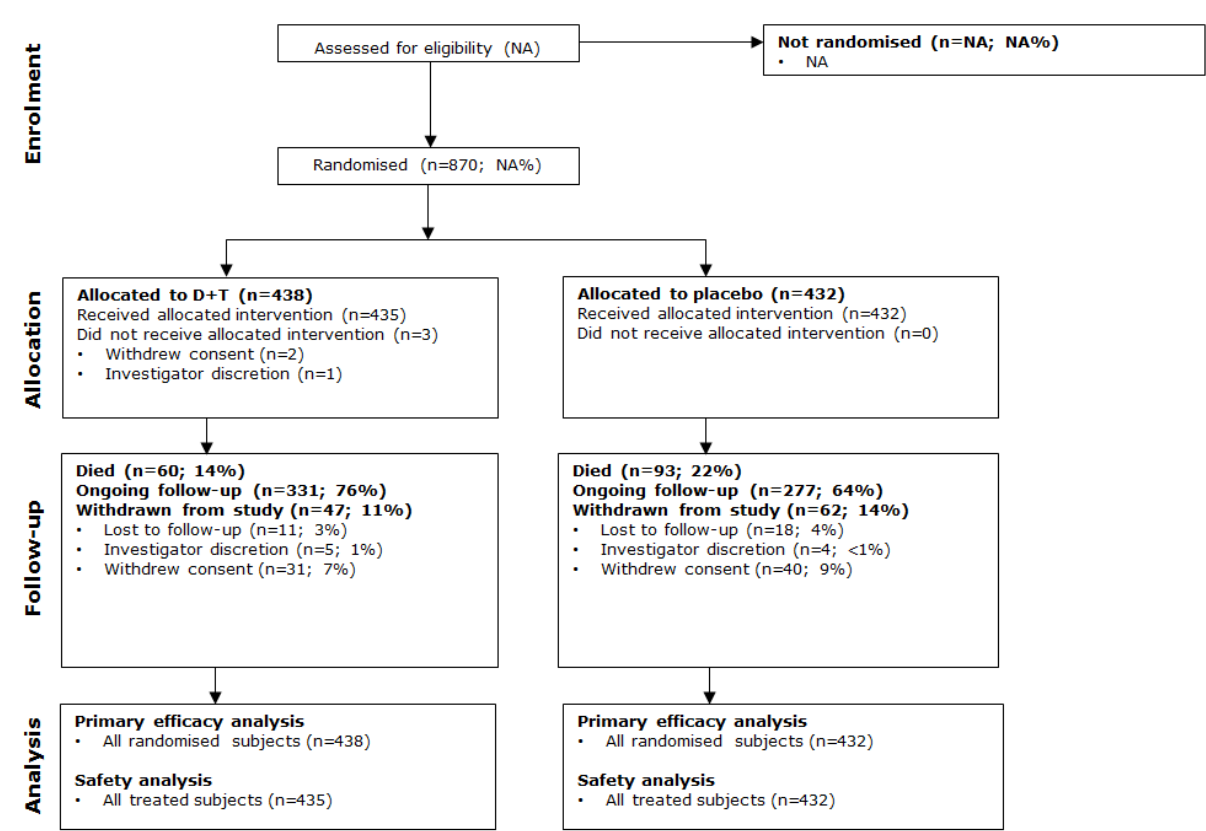 Enrolment
Assessed for eligibility (NA)
Not randomised (n=NA; NA%)
• NA
Randomised (n=870; NA%)
Allocation
Allocated to D+T (n=438)
Received allocated intervention (n=435)
Did not receive allocated intervention (n=3)
• Withdrew consent (n=2)
• Investigator discretion (n=1)
Allocated to placebo (n=432)
Received allocated intervention (n=432)
Did not receive allocated intervention (n=0)
Follow-up
Died (n=60; 14%)
Ongoing follow-up (n=331; 76%)
Withdrawn from study (n=47; 11%)
• Lost to follow-up (n=11; 3%)
• Investigator discretion (n=5; 1%)
• Withdrew consent (n=31; 7%)
Died (n=93; 22%)
Ongoing follow-up (n=277; 64%)
Withdrawn from study (n=62; 14%)
• Lost to follow-up (n=18; 4%)
• Investigator discretion (n=4; <1%)
• Withdrew consent (n=40; 9%)
Analysis
Primary efficacy analysis
• All randomised subjects (n=438)
Safety analysis
• All treated subjects (n=435)
Primary efficacy analysis
• All randomised subjects (n=432)
Safety analysis
• All treated subjects (n=432)